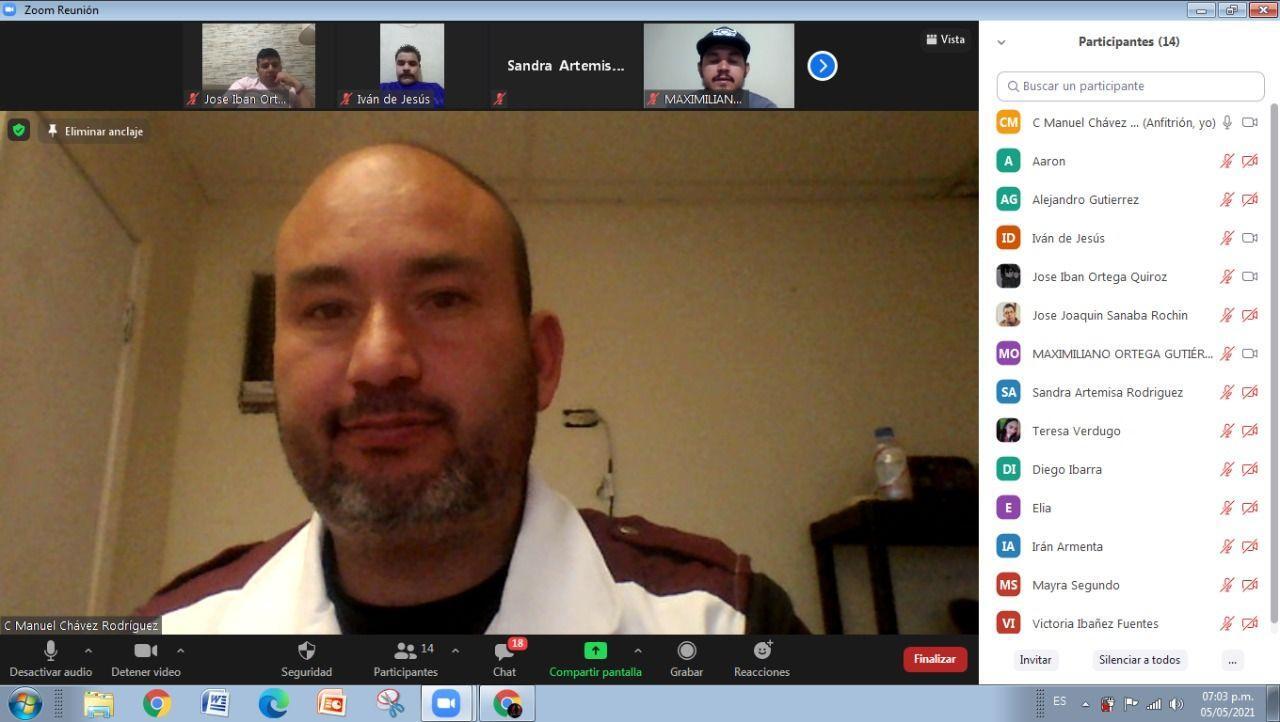 Zoom Reunión
Jose Iban Ort...
Iván de Jesús
Sandra Artemis...
MAXIMILIAN...
Vista
Eliminar anclaje
C Manuel Chávez Rodríguez
Participantes (14)
Buscar un participante
CM C Manuel Chávez ... (Anfitrión, yo)
A Aaron
AG Alejandro Gutierrez
ID Iván de Jesús
Jose Iban Ortega Quiroz
Jose Joaquin Sanaba Rochin
MO MAXIMILIANO ORTEGA GUTIÉR...
SA Sandra Artemisa Rodriguez
Teresa Verdugo
DI Diego Ibarra
E Elia
IA Irán Armenta
MS Mayra Segundo
VI Victoria Ibañez Fuentes
Invitar Silenciar a todos ...
14 18
Desactivar audio Detener video Seguridad Participantes Chat Compartir pantalla Grabar Reacciones Finalizar
ES 07:03 p.m.
05/05/2021